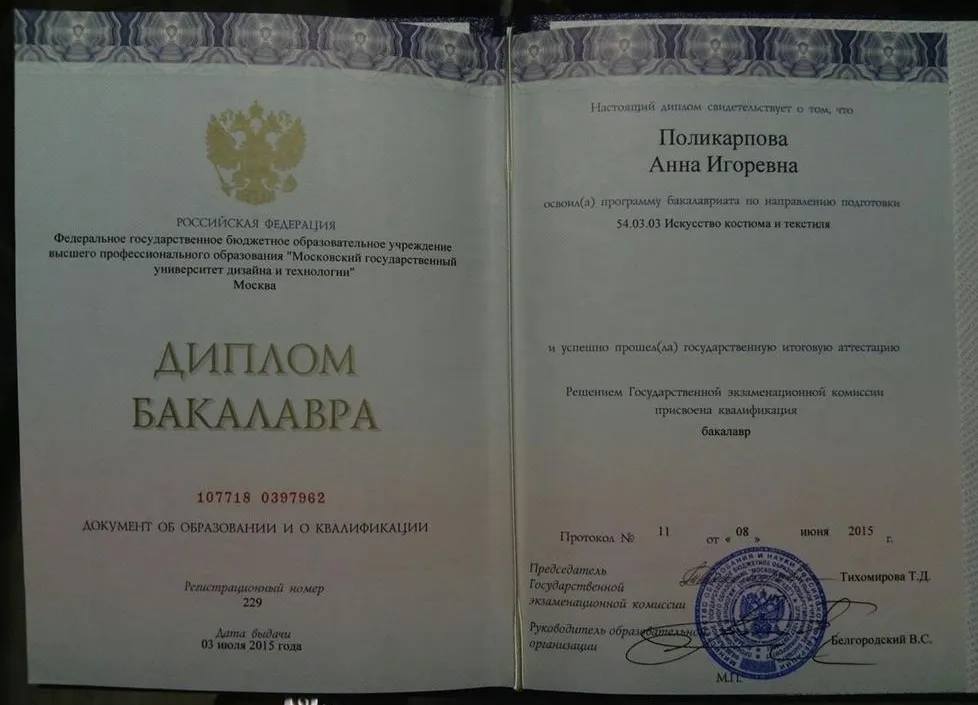 РОССИЙСКАЯ ФЕДЕРАЦИЯ
Федеральное государственное бюджетное образовательное учреждение
высшего профессионального образования "Московский государственный
университет дизайна и технологии"
Москва
ДИПЛОМ
БАКАЛАВРА
107718 0397962
ДОКУМЕНТ ОБ ОБРАЗОВАНИИ И О КВАЛИФИКАЦИИ
Регистрационный номер
229
Дата выдачи
03 июля 2015 года
Настоящий диплом свидетельствует о том, что
Поликарпова
Анна Игоревна
освоил(а) программу бакалавриата по направлению подготовки
54.03.03 Искусство костюма и текстиля
и успешно прошел(ла) государственную итоговую аттестацию
Решением Государственной экзаменационной комиссии
присвоена квалификация
бакалавр
Протокол № 11 от « 08 » июня 2015 г.
Председатель
Государственной
экзаменационной комиссии
Тихомирова Т.Д.
Руководитель образовательной
организации
Белгородский В.С.
М.П.